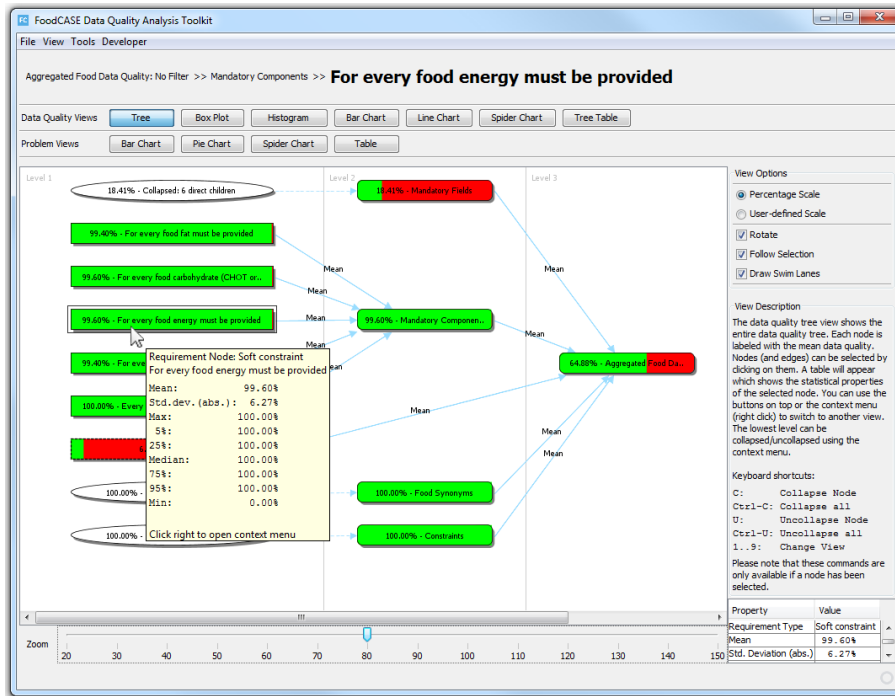 FC FoodCASE Data Quality Analysis Toolkit
File View Tools Developer
Aggregated Food Data Quality: No Filter >> Mandatory Components >> For every food energy must be provided
Data Quality Views Tree Box Plot Histogram Bar Chart Line Chart Spider Chart Tree Table
Problem Views Bar Chart Pie Chart Spider Chart Table
Level 1 Level 2 Level 3
18.41% - Collapsed: 6 direct children
18.41% - Mandatory Fields
99.40% - For every food fat must be provided
Mean
Mean
99.60% - For every food carbohydrate (CHOT or..
Mean
99.60% - For every food energy must be provided
Mean
99.60% - Mandatory Componen..
Mean
Mean
99.40% - For eve
64.88% - Aggregated Food Da..
100.00% - Every
Mean
Mean
6
Mean
100.00% -
100.00% - Food Synonyms
100.00% -
100.00% - Constraints
Requirement Node: Soft constraint
For every food energy must be provided
Mean: 99.60%
Std.dev.(abs.): 6.27%
Max: 100.00%
5%: 100.00%
25%: 100.00%
Median: 100.00%
75%: 100.00%
95%: 100.00%
Min: 0.00%
Click right to open context menu
Zoom
20 30 40 50 60 70 80 90 100 110 120 130 140 150
View Options
Percentage Scale
User-defined Scale
Rotate
Follow Selection
Draw Swim Lanes
View Description
The data quality tree view shows the
entire data quality tree. Each node is
labeled with the mean data quality.
Nodes (and edges) can be selected by
clicking on them. A table will appear
which shows the statistical properties
of the selected node. You can use the
buttons on top or the context menu
(right click) to switch to another view.
The lowest level can be
collapsed/uncollapsed using the
context menu.
Keyboard shortcuts:
C: Collapse Node
Ctrl-C: Collapse all
U: Uncollapse Node
Ctrl-U: Uncollapse all
1..9: Change View
Please note that these commands are
only available if a node has been
selected.
Property Value
Requirement Type Soft constraint
Mean 99.60%
Std. Deviation (abs.) 6.27%